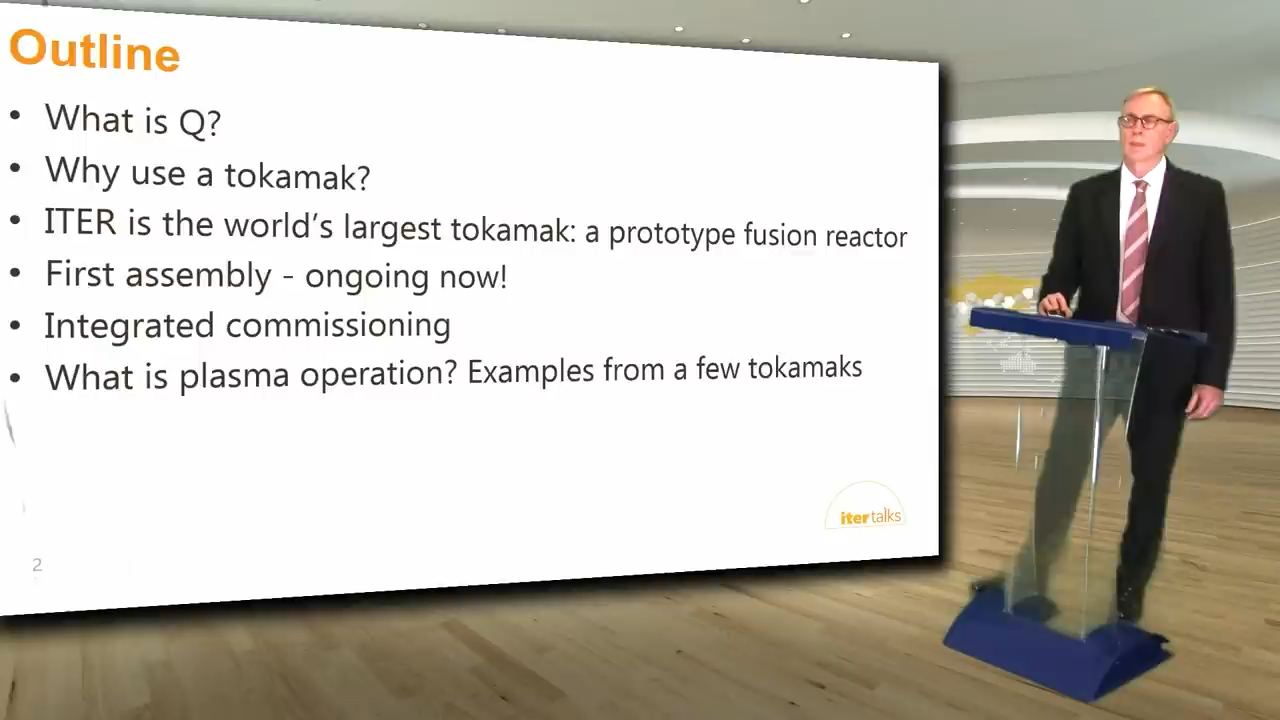 Outline
• What is Q?
• Why use a tokamak?
• ITER is the world's largest tokamak: a prototype fusion reactor
• First assembly - ongoing now!
• Integrated commissioning
• What is plasma operation? Examples from a few tokamaks
iter talks
2